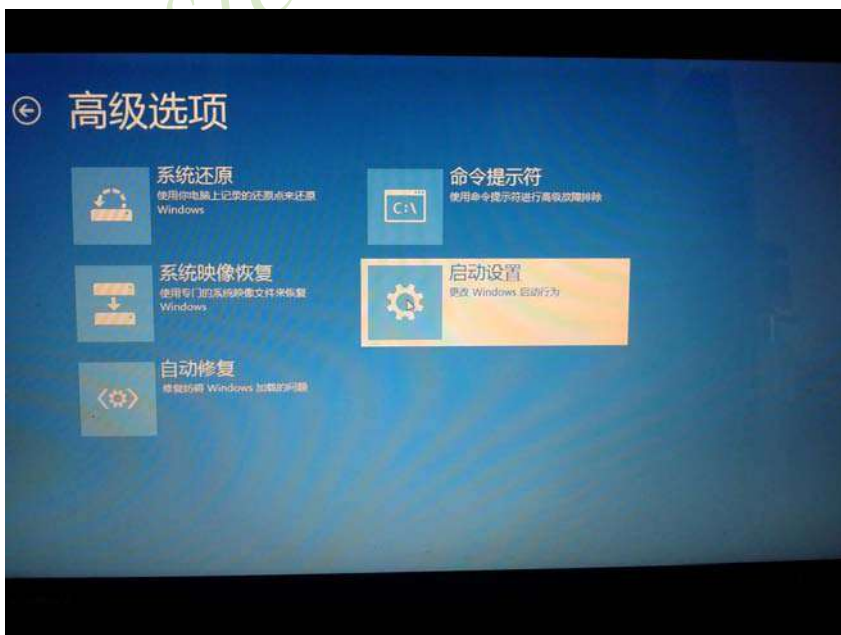 高级选项
系统还原
使用你电脑上记录的还原点来还原
Windows
命令提示符
使用命令提示符进行高级故障排除
C:\
系统映像恢复
使用专门的系统映像文件来恢复
Windows
启动设置
更改 Windows 启动行为
自动修复
修复妨碍 Windows 加载的问题